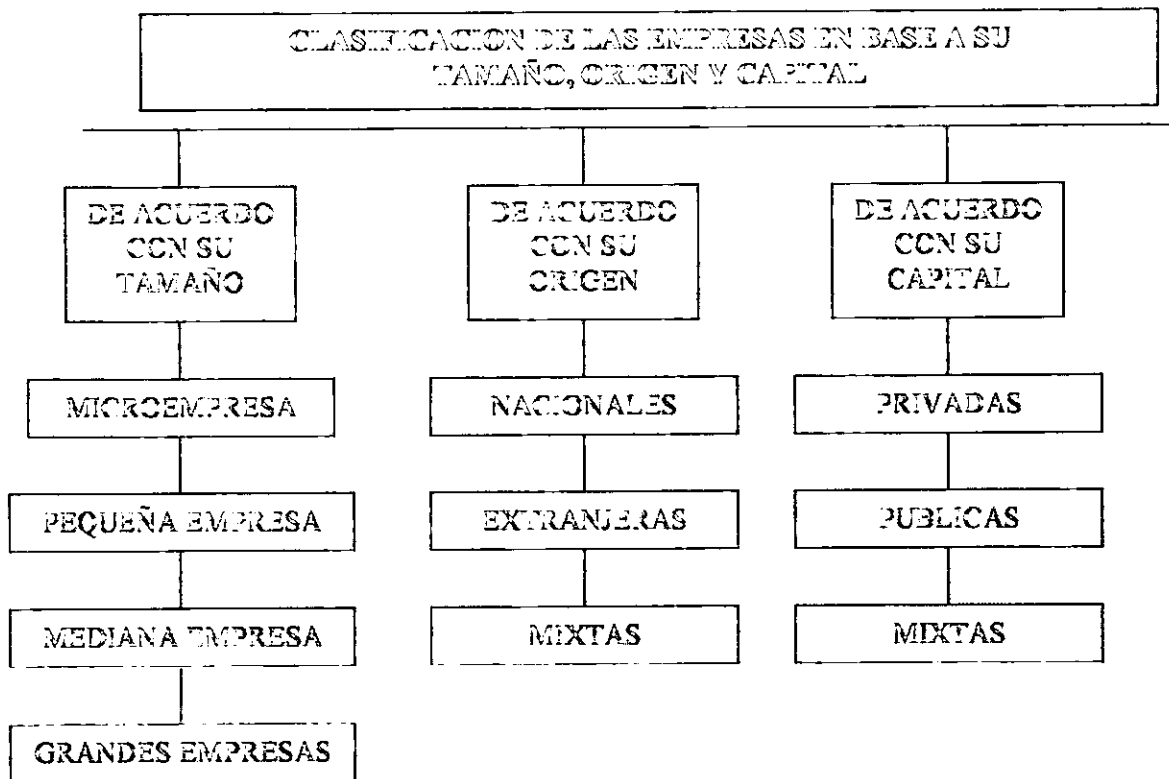 CLASIFICACION DE LAS EMPRESAS EN BASE A SU
TAMAÑO, ORIGEN Y CAPITAL
DE ACUERDO
CON SU
TAMAÑO
MICROEMPRESA
PEQUEÑA EMPRESA
MEDIANA EMPRESA
GRANDES EMPRESAS
DE ACUERDO
CON SU
ORIGEN
NACIONALES
EXTRANJERAS
MIXTAS
DE ACUERDO
CON SU
CAPITAL
PRIVADAS
PUBLICAS
MIXTAS